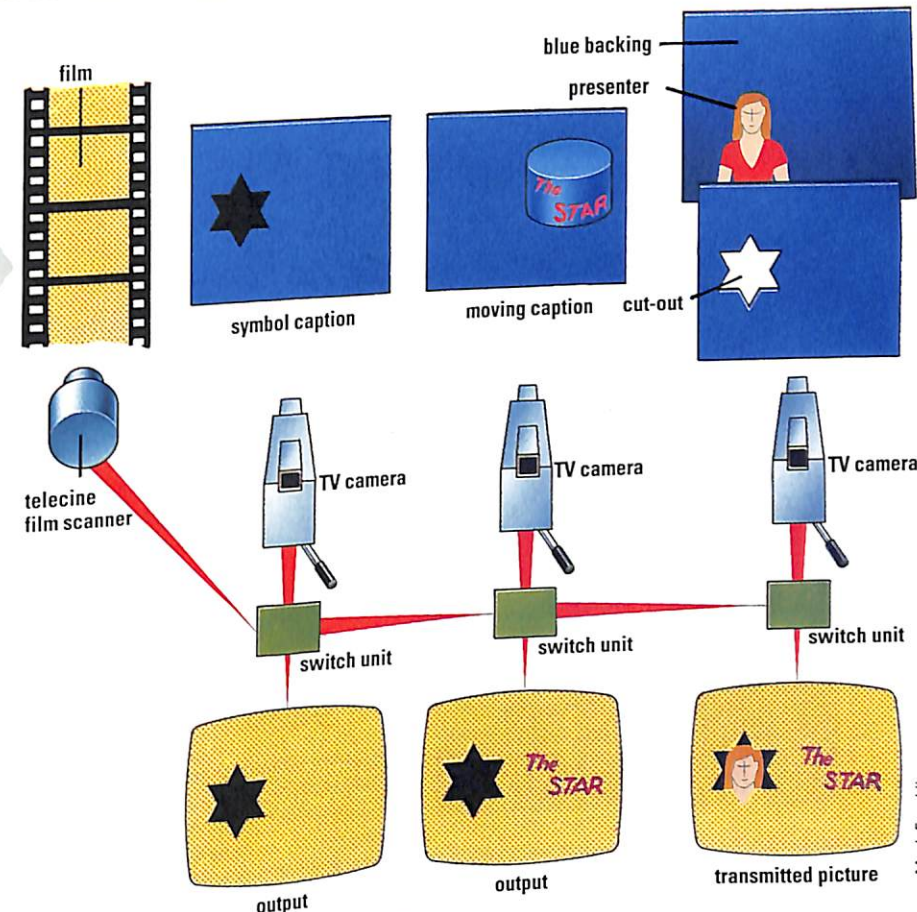 film
blue backing
presenter
The
STAR
symbol caption
moving caption
cut-out
telecine
film scanner
TV camera
TV camera
TV camera
switch unit
switch unit
switch unit
The
STAR
The
STAR
output
output
transmitted picture